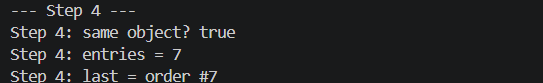 --- Step 4 ---
Step 4: same object? true
Step 4: entries = 7
Step 4: last = order #7